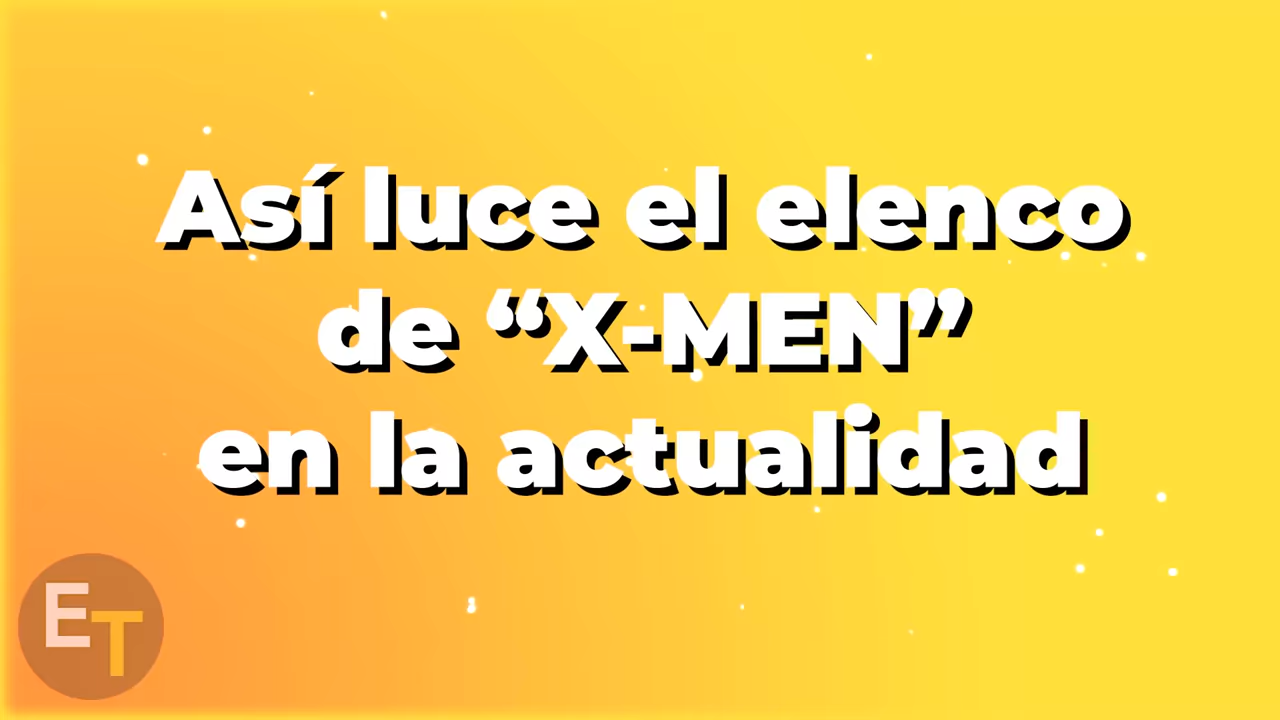 Así luce el elenco
de “X-MEN”
en la actualidad
ET